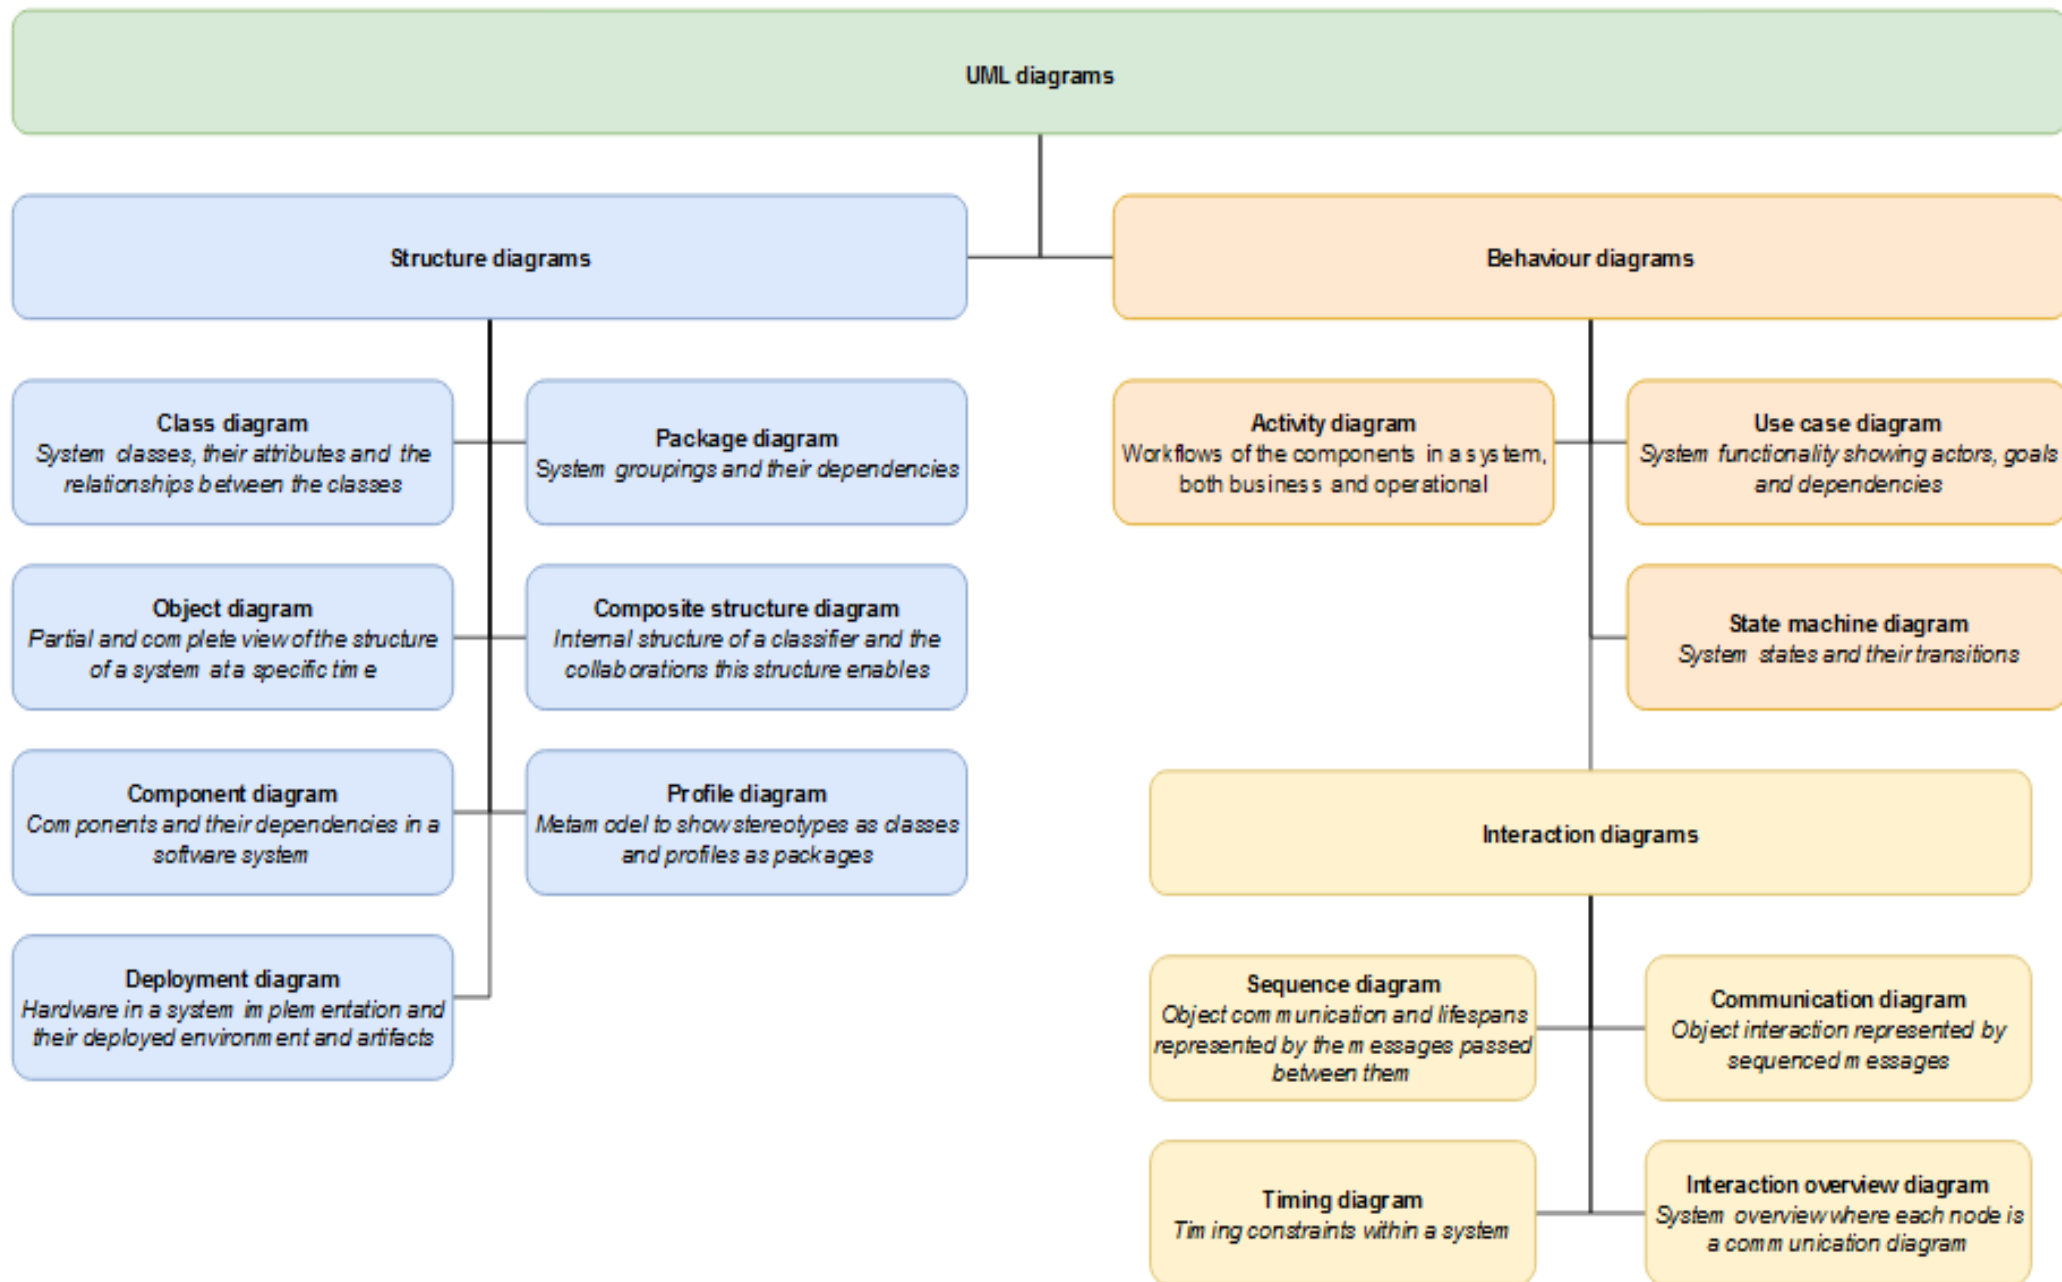 UML diagrams
Structure diagrams
Behaviour diagrams
Class diagram
System classes, their attributes and the
relationships between the classes
Package diagram
System groupings and their dependencies
Activity diagram
Workflows of the components in a system,
both business and operational
Use case diagram
System functionality showing actors, goals
and dependencies
Object diagram
Partial and complete view of the structure
of a system at a specific time
Composite structure diagram
Internal structure of a classifier and the
collaborations this structure enables
State machine diagram
System states and their transitions
Component diagram
Components and their dependencies in a
software system
Profile diagram
Metamodel to show stereotypes as classes
and profiles as packages
Interaction diagrams
Deployment diagram
Hardware in a system implementation and
their deployed environment and artifacts
Sequence diagram
Object communication and lifespans
represented by the messages passed
between them
Communication diagram
Object interaction represented by
sequenced messages
Timing diagram
Timing constraints within a system
Interaction overview diagram
System overview where each node is
a communication diagram